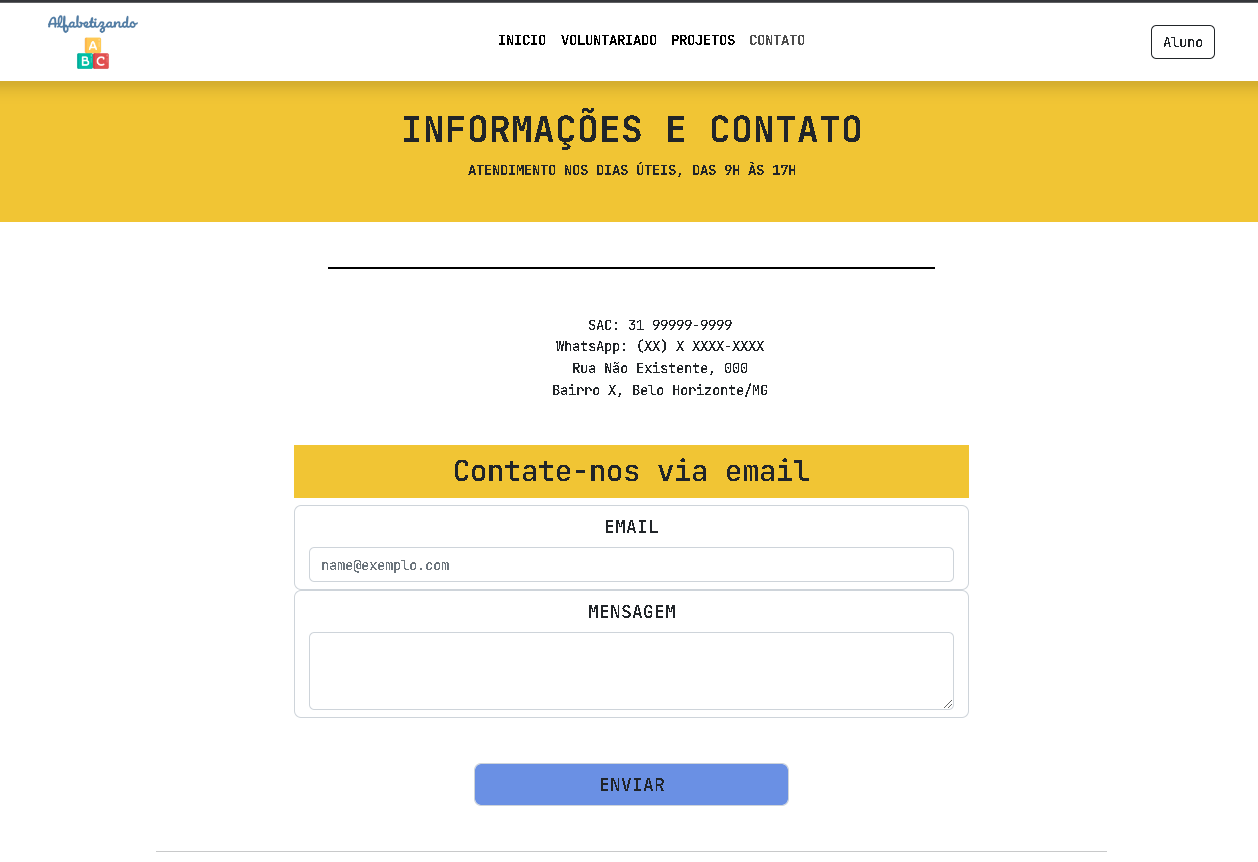 Alfabetizando
A
B C
INICIO VOLUNTARIADO PROJETOS CONTATO
Aluno
INFORMAÇÕES E CONTATO
ATENDIMENTO NOS DIAS ÚTEIS, DAS 9H ÀS 17H
SAC: 31 99999-9999
WhatsApp: (XX) X XXXX-XXXX
Rua Não Existente, 000
Bairro X, Belo Horizonte/MG
Contate-nos via email
EMAIL
name@exemplo.com
MENSAGEM
ENVIAR